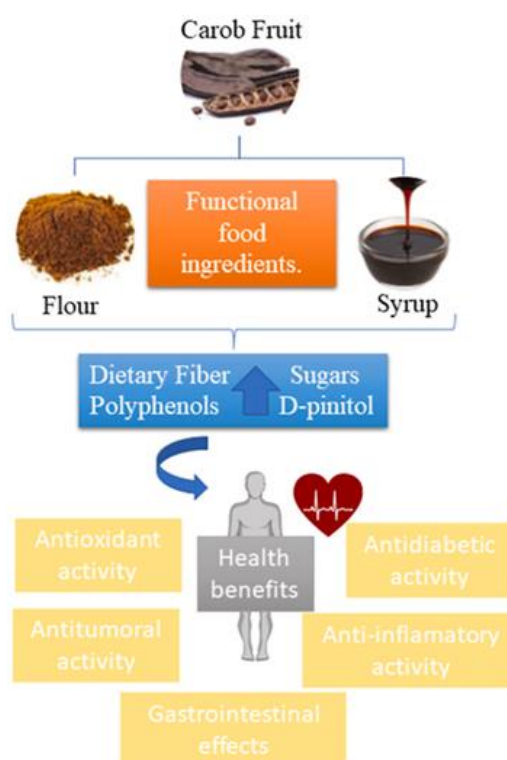 Carob Fruit
Functional
food
ingredients.
Flour
Syrup
Dietary Fiber
Polyphenols
Sugars
D-pinitol
Health
benefits
Antioxidant
activity
Antidiabetic
activity
Antitumoral
activity
Anti-inflamatory
activity
Gastrointestinal
effects